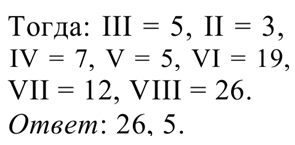 Тогда: III = 5, II = 3,
IV = 7, V = 5, VI = 19,
VII = 12, VIII = 26.
Ответ: 26, 5.